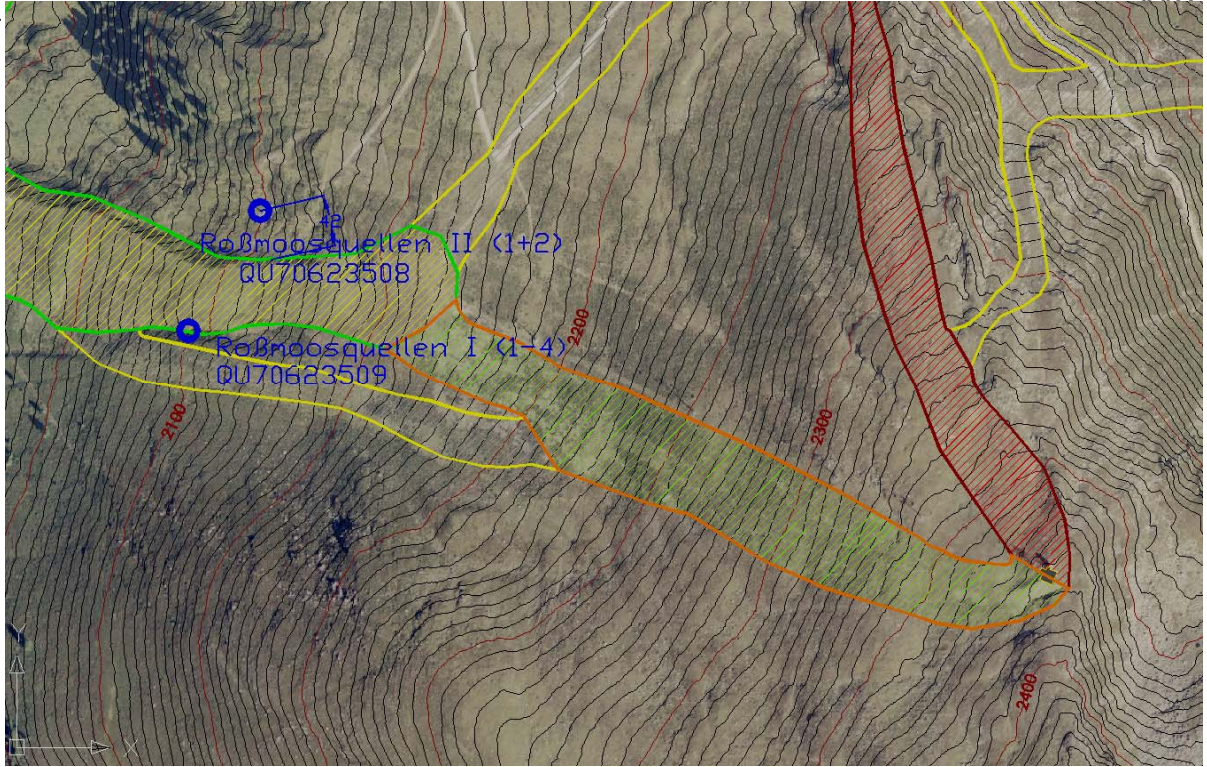 42
Roßmoosquellen II (1+2)
QU70623508
2200
Roßmoosquellen I (1-4)
QU70623509
2100
2300
2400
Y
X